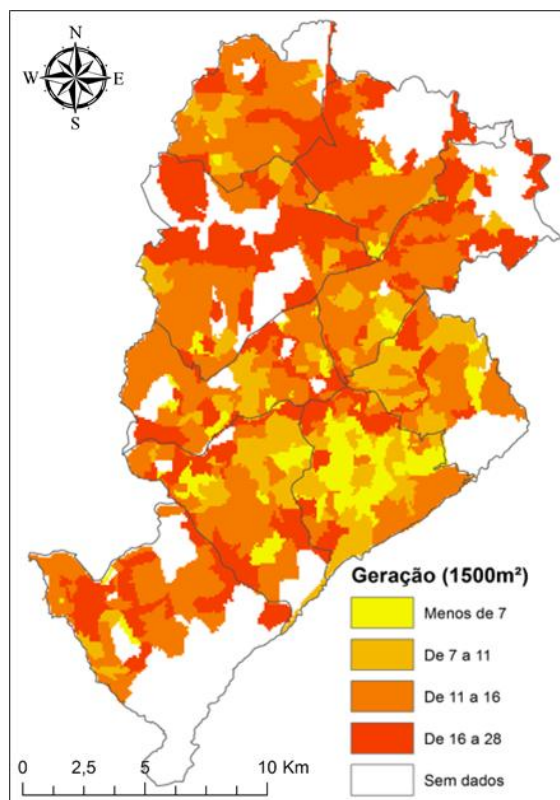 N
W E
S
Geração (1500m²)
Menos de 7
De 7 a 11
De 11 a 16
De 16 a 28
Sem dados
0 2,5 5 10 Km